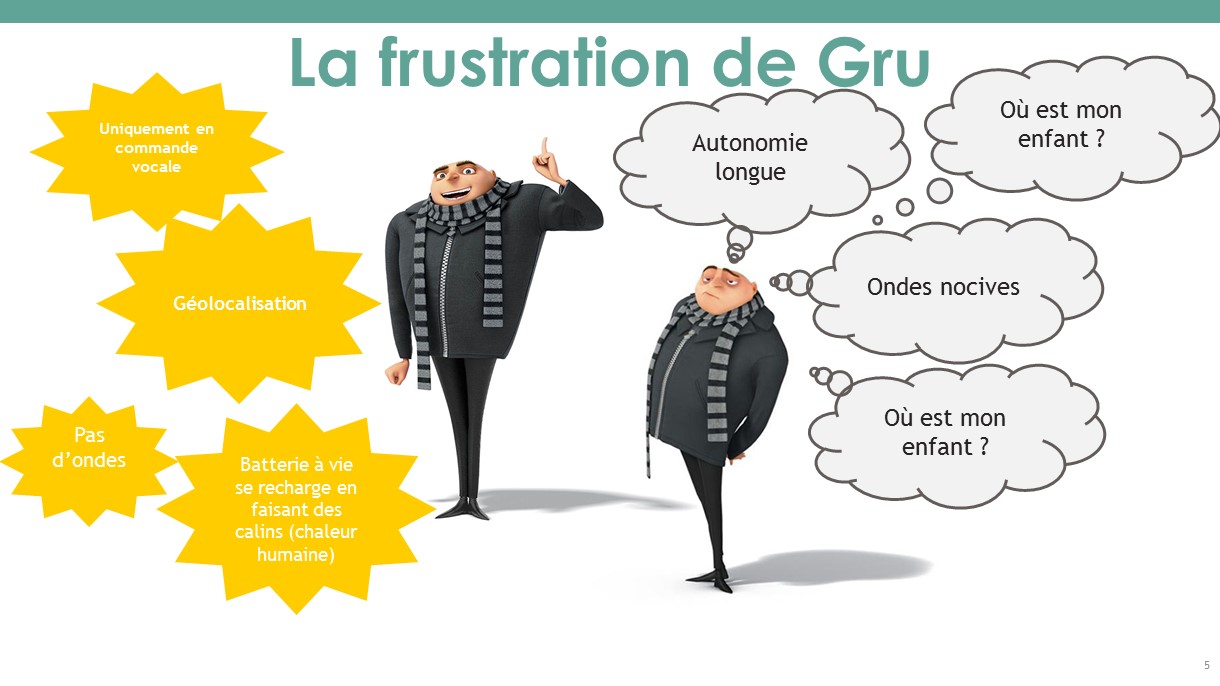 La frustration de Gru
Uniquement en
commande
vocale
Géolocalisation
Pas
d’ondes
Batterie à vie
se recharge en
faisant des
calins (chaleur
humaine)
Autonomie
longue
Où est mon
enfant ?
Ondes nocives
Où est mon
enfant ?
5